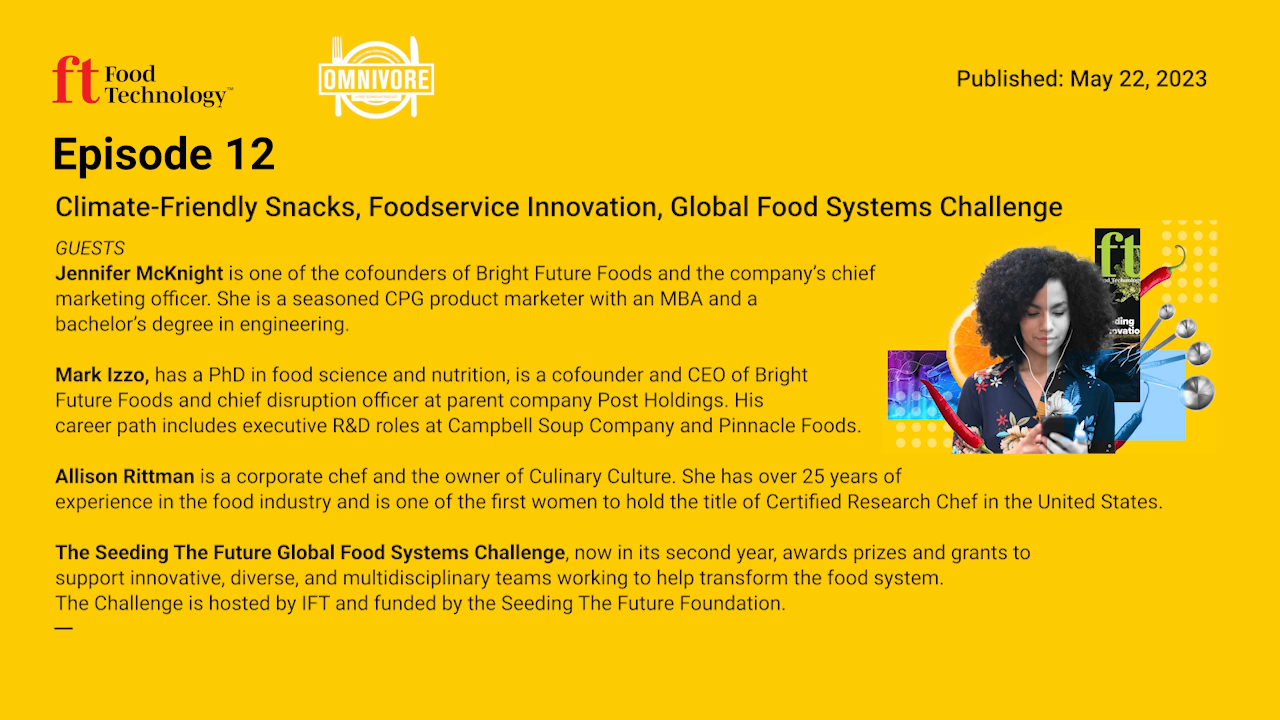 ft Food
Technology™
OMNIVORE
Published: May 22, 2023
Episode 12
Climate-Friendly Snacks, Foodservice Innovation, Global Food Systems Challenge
GUESTS
Jennifer McKnight is one of the cofounders of Bright Future Foods and the company’s chief
marketing officer. She is a seasoned CPG product marketer with an MBA and a
bachelor’s degree in engineering.
Mark Izzo, has a PhD in food science and nutrition, is a cofounder and CEO of Bright
Future Foods and chief disruption officer at parent company Post Holdings. His
career path includes executive R&D roles at Campbell Soup Company and Pinnacle Foods.
Allison Rittman is a corporate chef and the owner of Culinary Culture. She has over 25 years of
experience in the food industry and is one of the first women to hold the title of Certified Research Chef in the United States.
The Seeding The Future Global Food Systems Challenge, now in its second year, awards prizes and grants to
support innovative, diverse, and multidisciplinary teams working to help transform the food system.
The Challenge is hosted by IFT and funded by the Seeding The Future Foundation.
—
ft